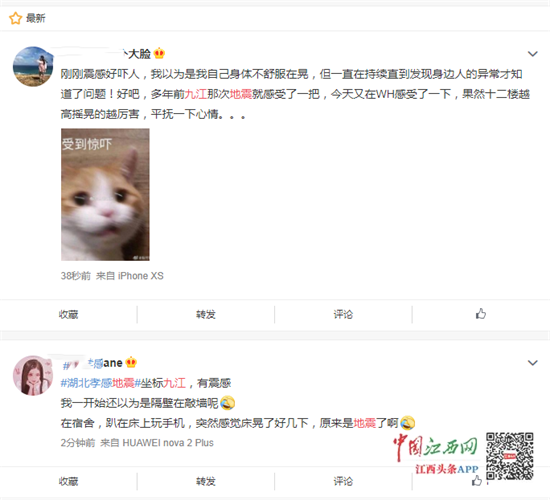 最新
大脸
刚刚震感好吓人，我以为是我自己身体不舒服在晃，但一直在持续直到发现身边人的异常才知
道了问题！好吧，多年前九江那次地震就感受了一把，今天又在WH感受了一下，果然十二楼越
高摇晃的越厉害，平抚一下心情。。。
受到惊吓
38秒前 来自 iPhone XS
收藏 转发 评论
感ane
#湖北孝感地震#坐标九江，有震感
我一开始还以为是隔壁在敲墙呢
在宿舍，趴在床上玩手机，突然感觉床晃了好几下，原来是地震了啊
2分钟前 来自 HUAWEI nova 2 Plus
中国江西网
江西头条APP
收藏 转发 评论